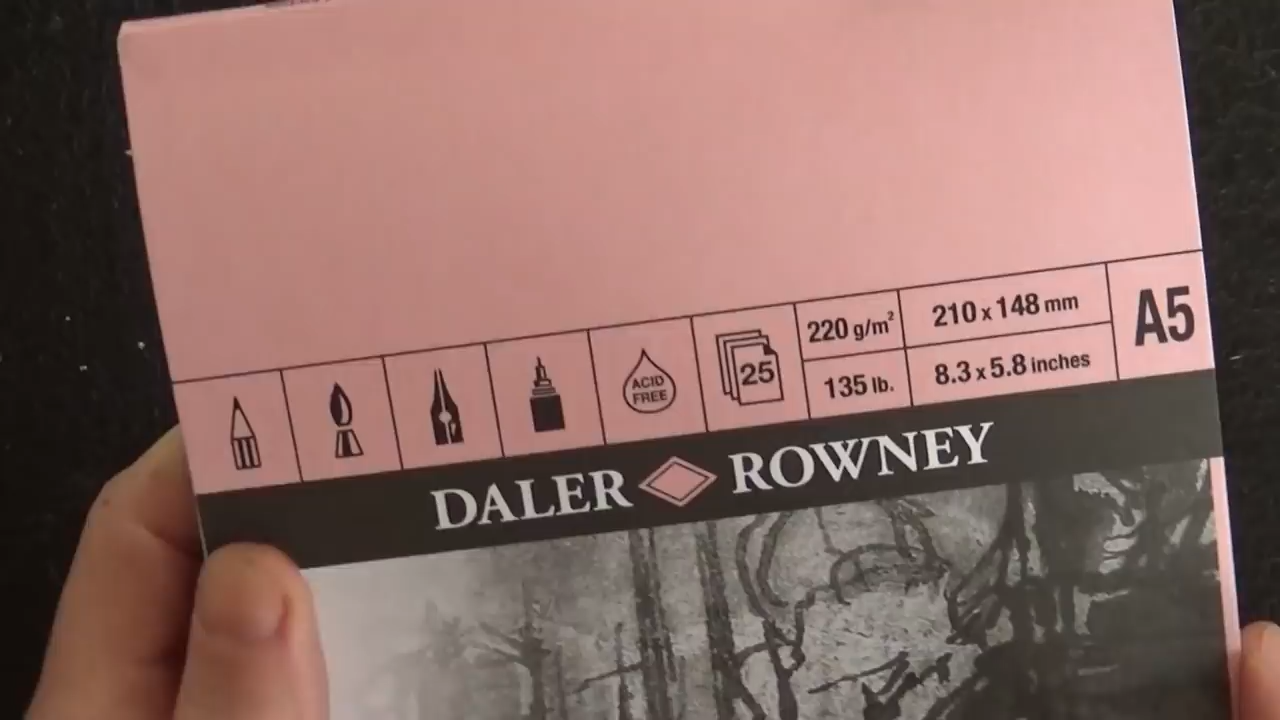 ACID
FREE
25
220 g/m²
135 lb.
210 x 148 mm
8.3 x 5.8 inches
A5
DALER ROWNEY